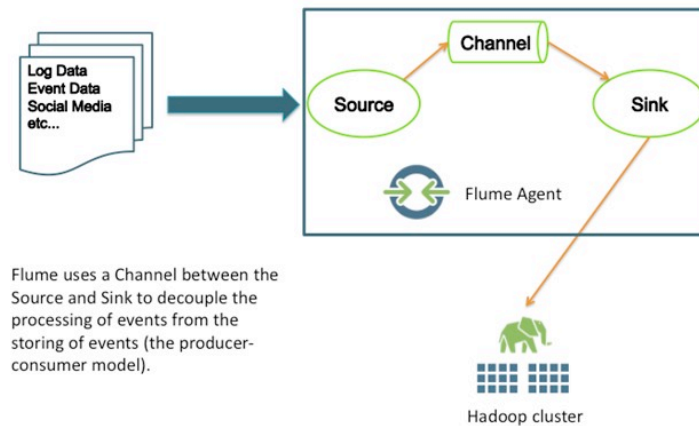 Log Data
Event Data
Social Media
etc...
Source
Channel
Sink
Flume Agent
Flume uses a Channel between the
Source and Sink to decouple the
processing of events from the
storing of events (the producer-
consumer model).
Hadoop cluster